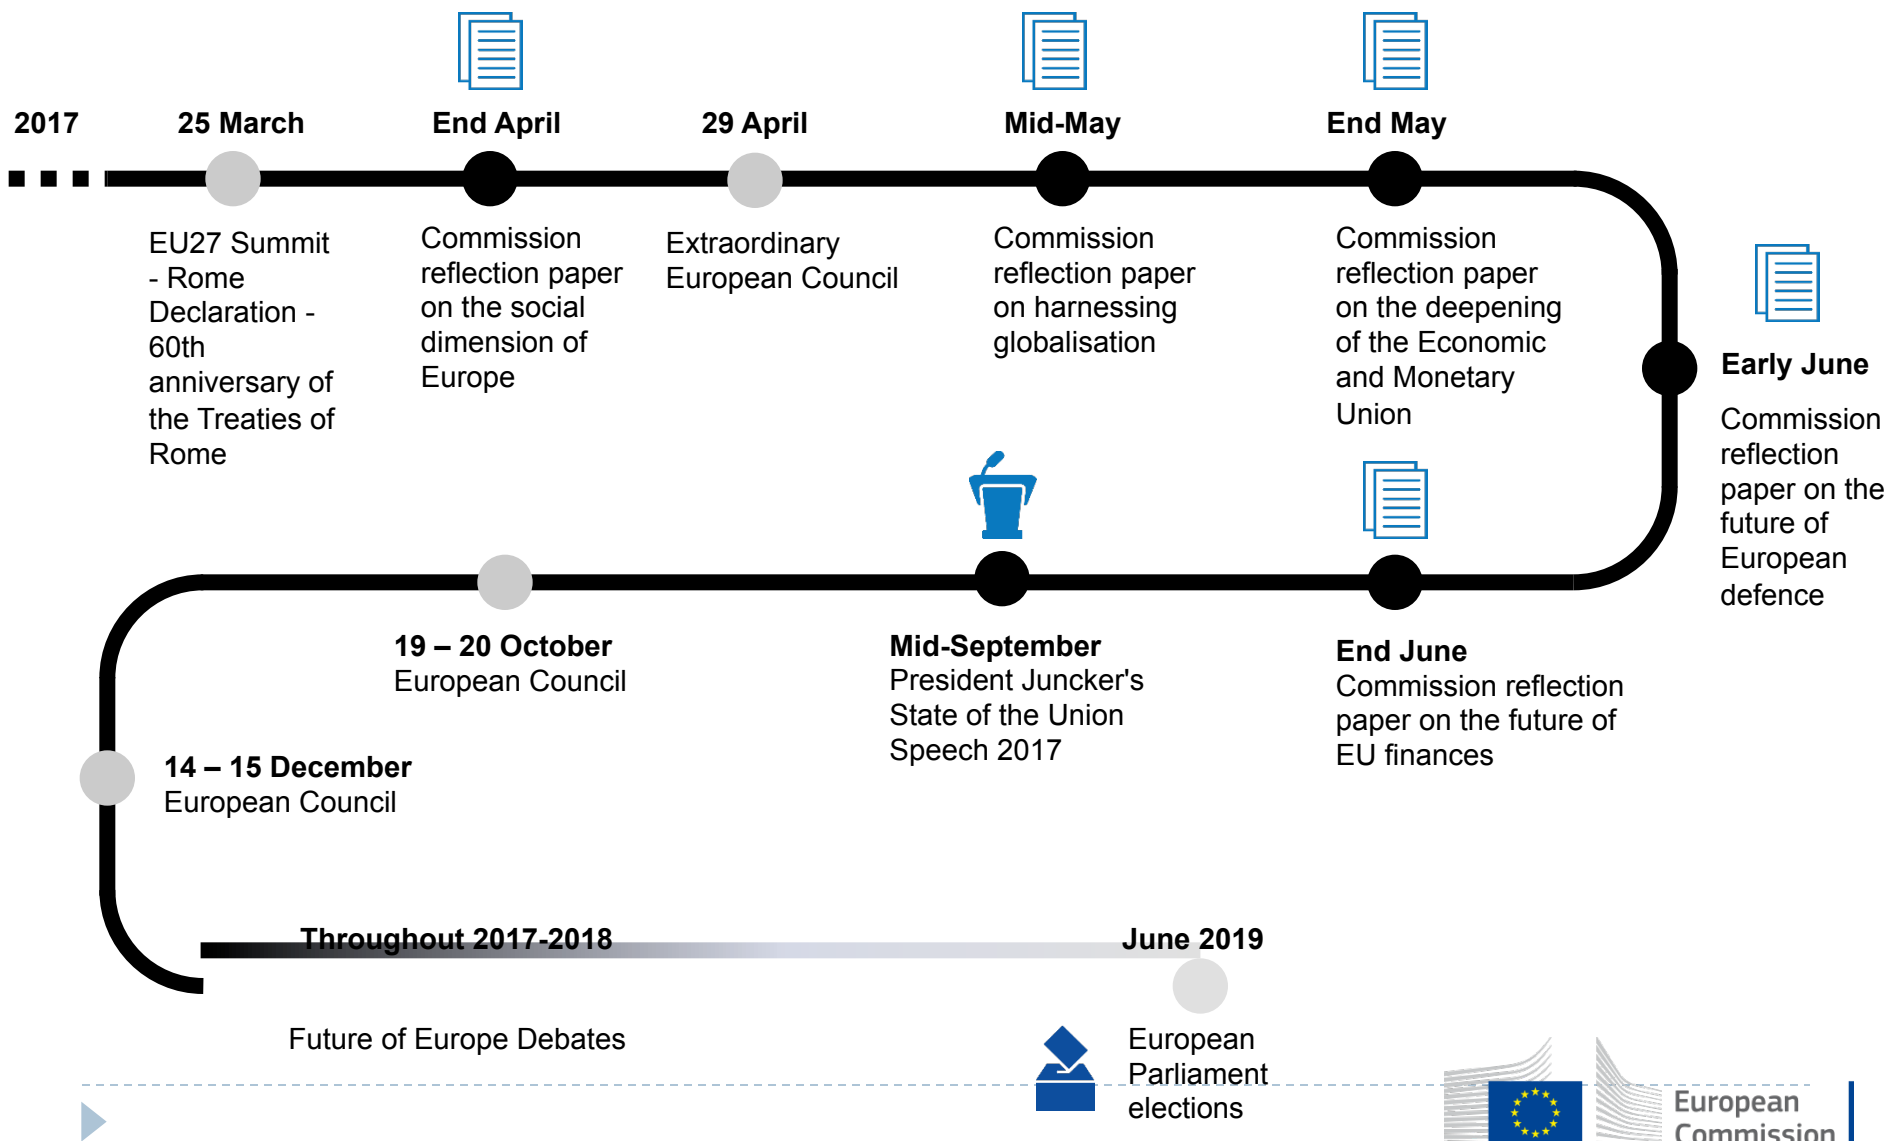 2017
25 March
EU27 Summit
- Rome
Declaration -
60th
anniversary of
the Treaties of
Rome
End April
Commission
reflection paper
on the social
dimension of
Europe
29 April
Extraordinary
European Council
Mid-May
Commission
reflection paper
on harnessing
globalisation
End May
Commission
reflection paper
on the deepening
of the Economic
and Monetary
Union
Early June
Commission
reflection
paper on the
future of
European
defence
End June
Commission reflection
paper on the future of
EU finances
Mid-September
President Juncker's
State of the Union
Speech 2017
19 – 20 October
European Council
14 – 15 December
European Council
Throughout 2017-2018
Future of Europe Debates
June 2019
European
Parliament
elections
European
Commission